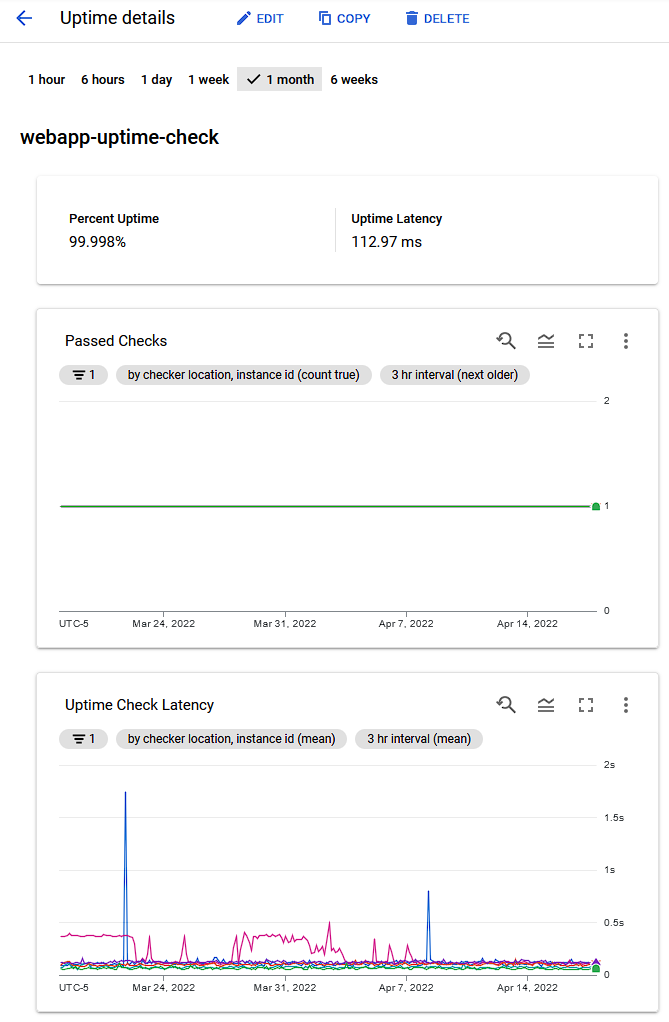 Uptime details EDIT COPY DELETE
1 hour 6 hours 1 day 1 week 1 month 6 weeks
webapp-uptime-check
Percent Uptime Uptime Latency
99.998% 112.97 ms
Passed Checks
1 by checker location, instance id (count true) 3 hr interval (next older)
2
1
0
UTC-5 Mar 24, 2022 Mar 31, 2022 Apr 7, 2022 Apr 14, 2022
Uptime Check Latency
1 by checker location, instance id (mean) 3 hr interval (mean)
2s
1.5s
1s
0.5s
0
UTC-5 Mar 24, 2022 Mar 31, 2022 Apr 7, 2022 Apr 14, 2022